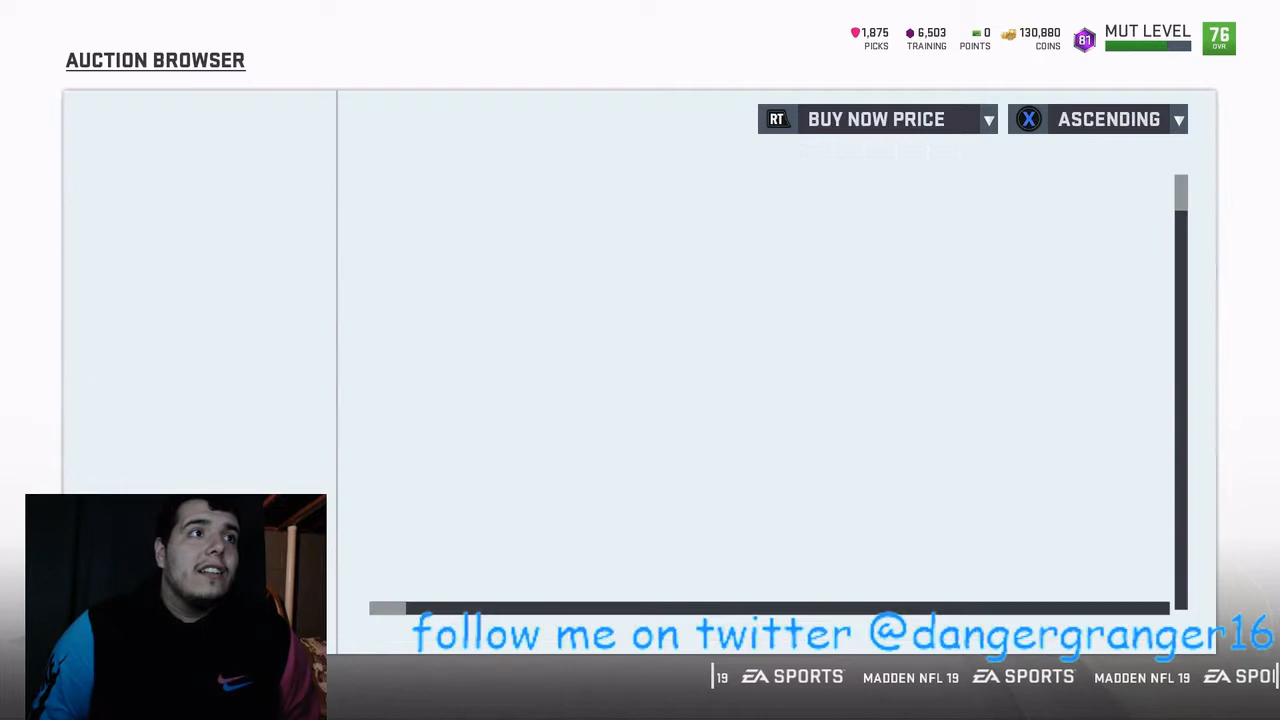 AUCTION BROWSER
1,875 PICKS
6,503 TRAINING
0 POINTS
130,880 COINS
81
MUT LEVEL
76 OVR
RT BUY NOW PRICE
X ASCENDING
follow me on twitter @dangergranger16
19 EA SPORTS MADDEN NFL 19 EA SPORTS MADDEN NFL 19 EA SPO